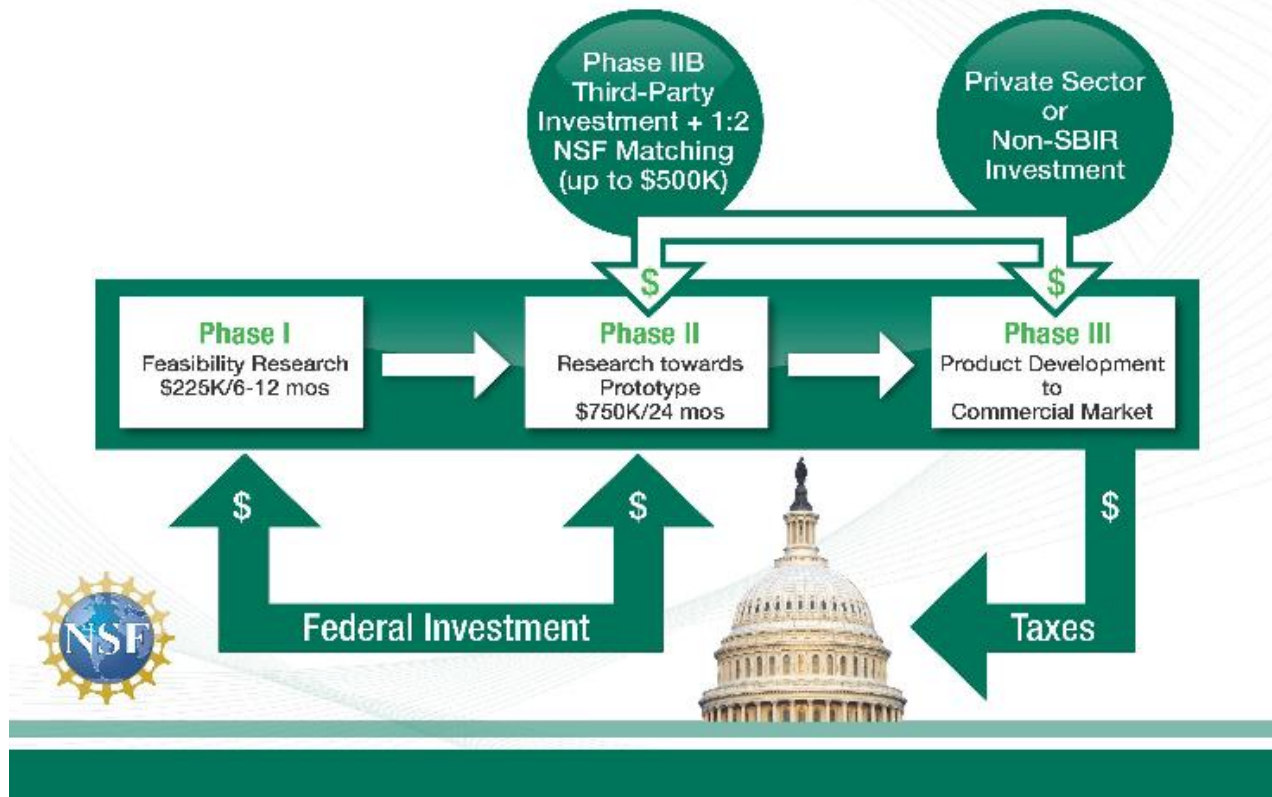 Phase IIB
Third-Party
Investment + 1:2
NSF Matching
(up to $500K)
Private Sector
or
Non-SBIR
Investment
$
$
Phase I
Feasibility Research
$225K/6-12 mos
Phase II
Research towards
Prototype
$750K/24 mos
Phase III
Product Development
to
Commercial Market
$
$
$
Federal Investment
Taxes
NSF